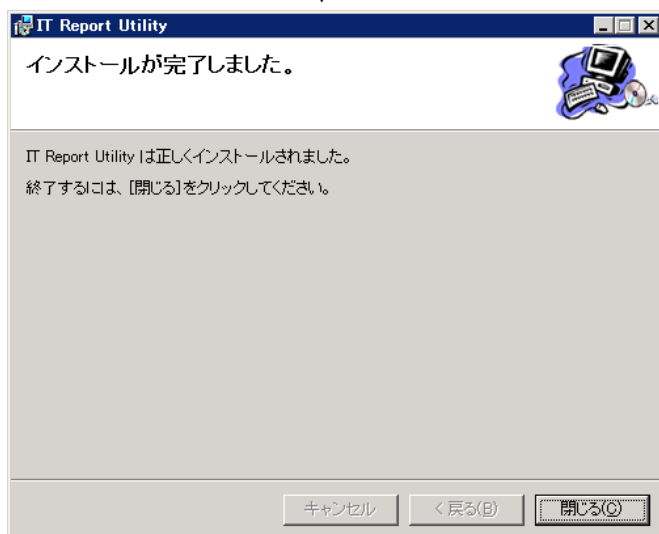 IT Report Utility
インストールが完了しました。
IT Report Utility は正しくインストールされました。
終了するには、[閉じる]をクリックしてください。
キャンセル
< 戻る(B)
閉じる(C)